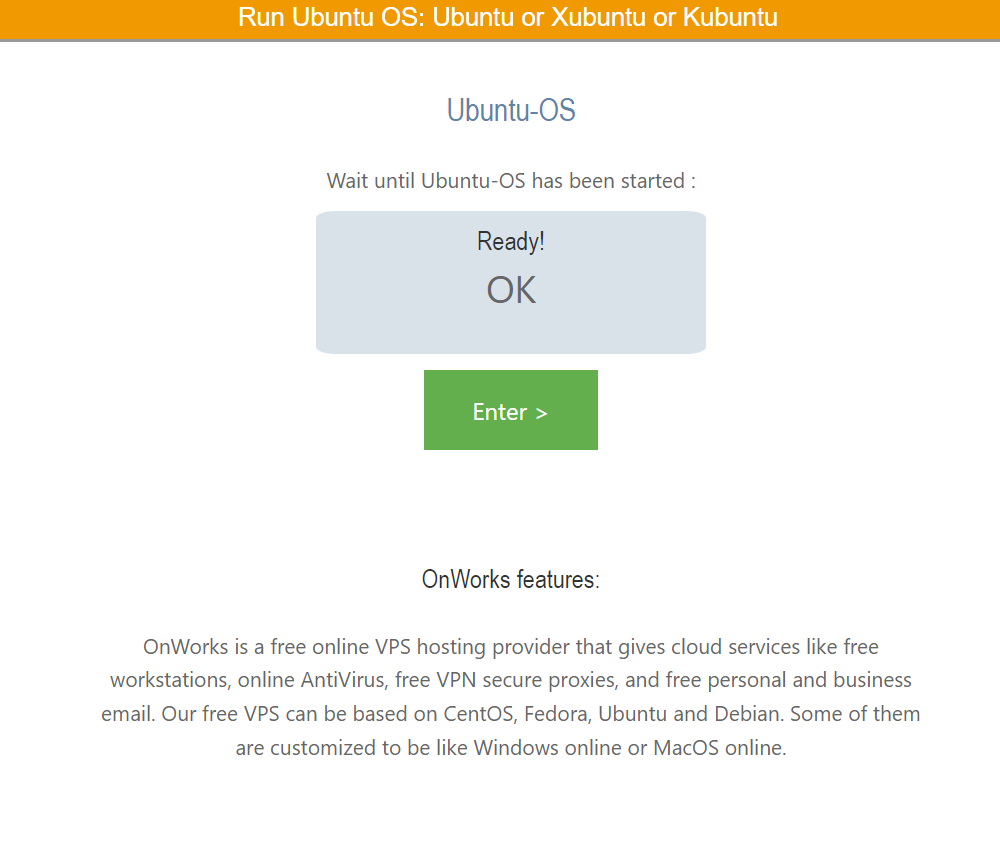 Run Ubuntu OS: Ubuntu or Xubuntu or Kubuntu
Ubuntu-OS
Wait until Ubuntu-OS has been started :
Ready!
OK
Enter >
OnWorks features:
OnWorks is a free online VPS hosting provider that gives cloud services like free
workstations, online AntiVirus, free VPN secure proxies, and free personal and business
email. Our free VPS can be based on CentOS, Fedora, Ubuntu and Debian. Some of them
are customized to be like Windows online or MacOS online.